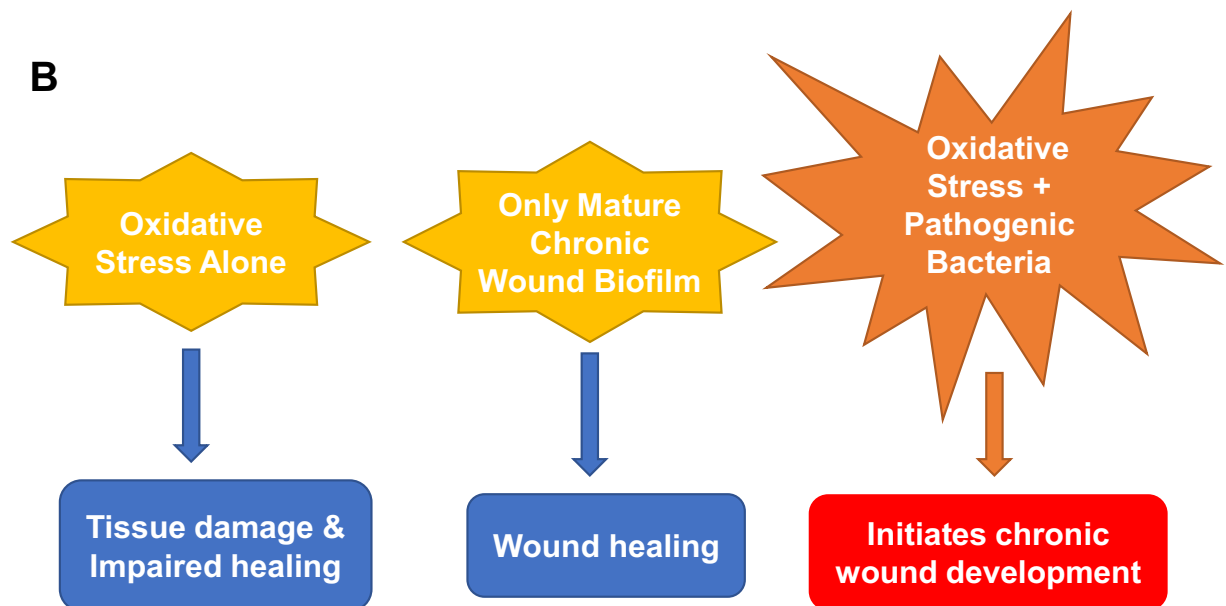 B
Oxidative
Stress Alone
Only Mature
Chronic
Wound Biofilm
Oxidative
Stress +
Pathogenic
Bacteria
Tissue damage &
Impaired healing
Wound healing
Initiates chronic
wound development